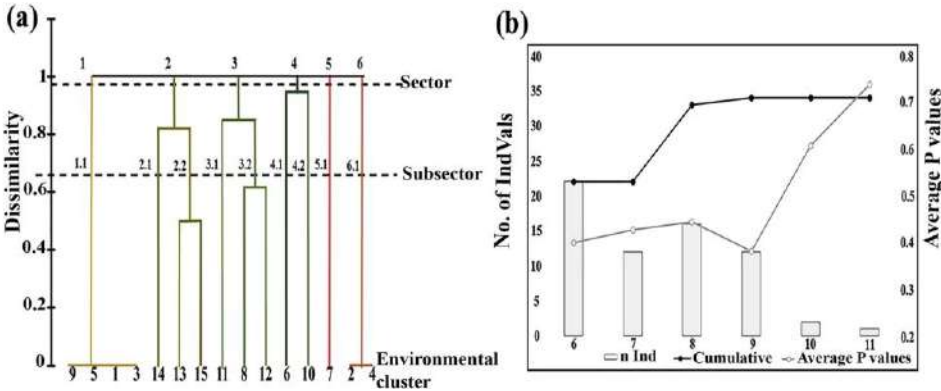 (a)
1 2 3 4 5 6
1 Sector
0.8
1.1 2.1 2.2 3.1 3.2 4.1 4.2 5.1 6.1
Subsector
0.6
0.4
0.2
0
Dissimilarity
9 5 1 3 14 13 15 11 8 12 6 10 7 2 4
Environmental
cluster
(b)
40 0.8
35 0.7
30 0.6
25 0.5
20
15 0.4
10 0.3
5
0 0.2
6 7 8 9 10 11
No. of IndVals
Average P values
n Ind Cumulative Average P values